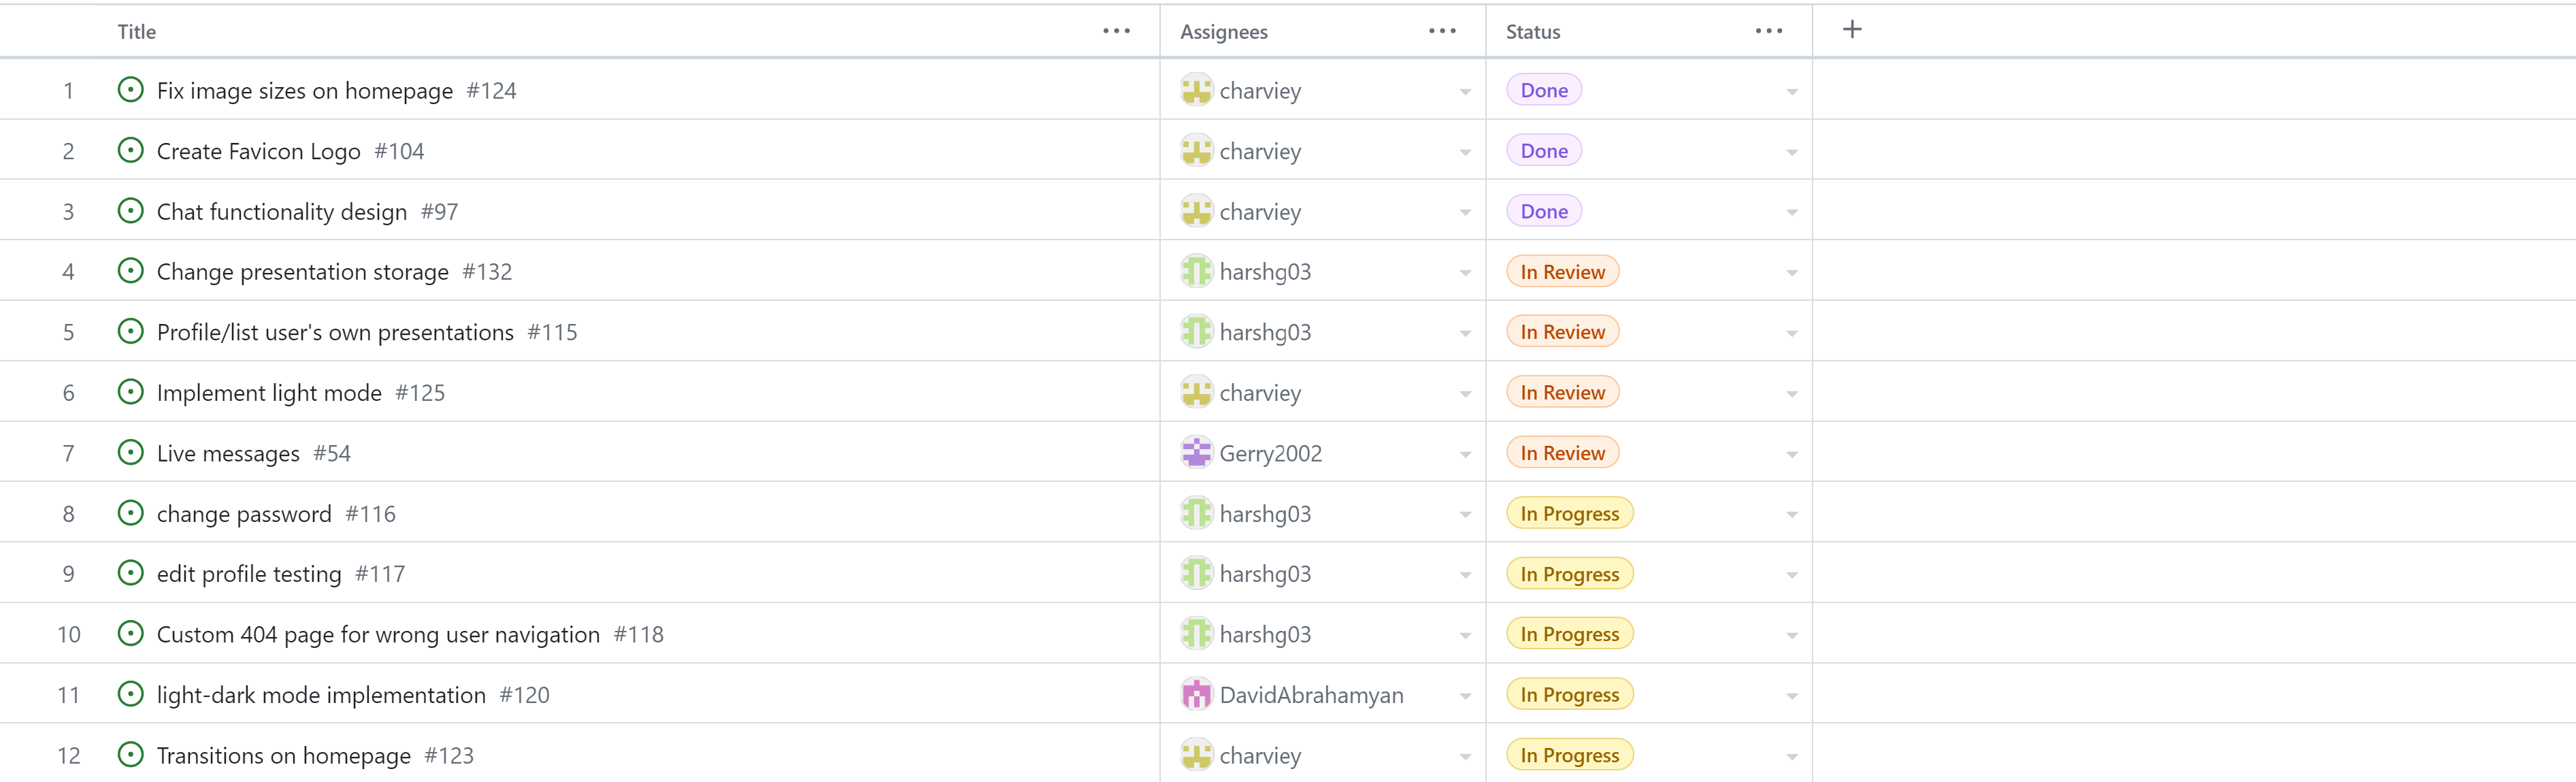 Title ... Assignees ... Status ... +
1 Fix image sizes on homepage #124 charviey Done
2 Create Favicon Logo #104 charviey Done
3 Chat functionality design #97 charviey Done
4 Change presentation storage #132 harshg03 In Review
5 Profile/list user's own presentations #115 harshg03 In Review
6 Implement light mode #125 charviey In Review
7 Live messages #54 Gerry2002 In Review
8 change password #116 harshg03 In Progress
9 edit profile testing #117 harshg03 In Progress
10 Custom 404 page for wrong user navigation #118 harshg03 In Progress
11 light-dark mode implementation #120 DavidAbrahamyan In Progress
12 Transitions on homepage #123 charviey In Progress